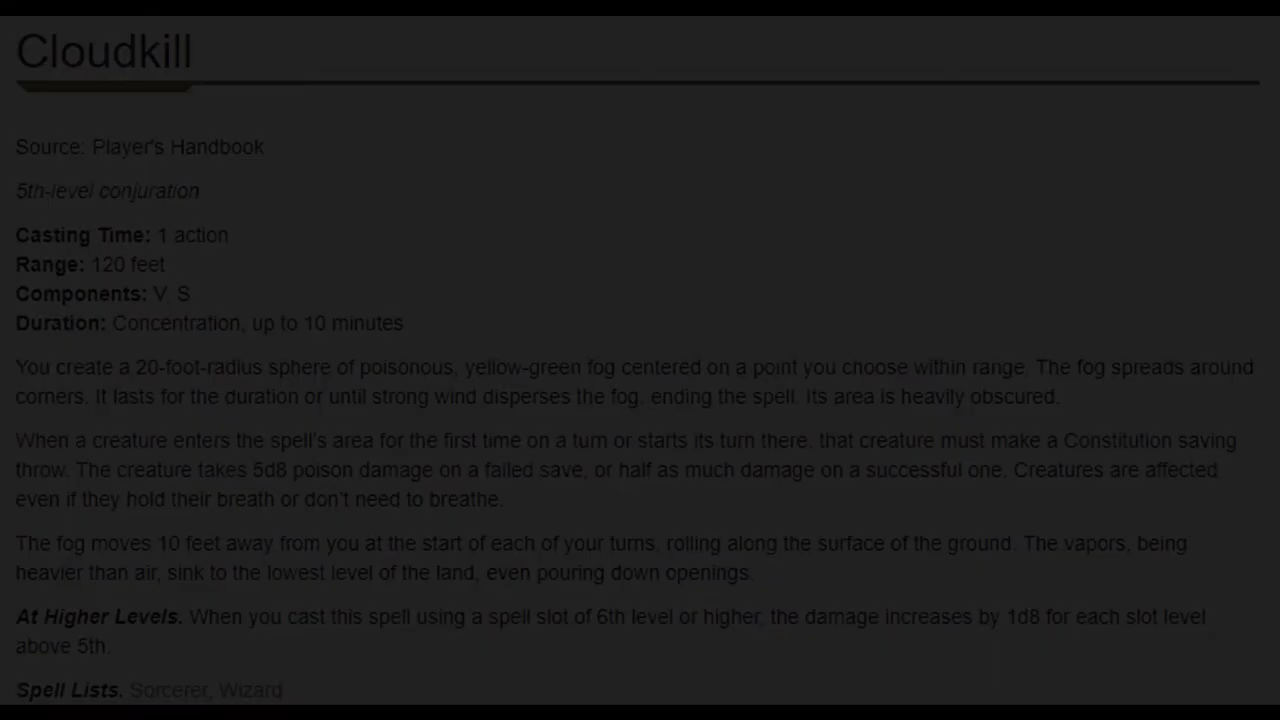 Cloudkill
Source: Player's Handbook
5th-level conjuration
Casting Time: 1 action
Range: 120 feet
Components: V, S
Duration: Concentration, up to 10 minutes
You create a 20-foot-radius sphere of poisonous, yellow-green fog centered on a point you choose within range. The fog spreads around
corners. It lasts for the duration or until strong wind disperses the fog, ending the spell. Its area is heavily obscured.
When a creature enters the spell's area for the first time on a turn or starts its turn there, that creature must make a Constitution saving
throw. The creature takes 5d8 poison damage on a failed save, or half as much damage on a successful one. Creatures are affected
even if they hold their breath or don't need to breathe.
The fog moves 10 feet away from you at the start of each of your turns, rolling along the surface of the ground. The vapors, being
heavier than air, sink to the lowest level of the land, even pouring down openings.
At Higher Levels. When you cast this spell using a spell slot of 6th level or higher, the damage increases by 1d8 for each slot level
above 5th.
Spell Lists. Sorcerer, Wizard